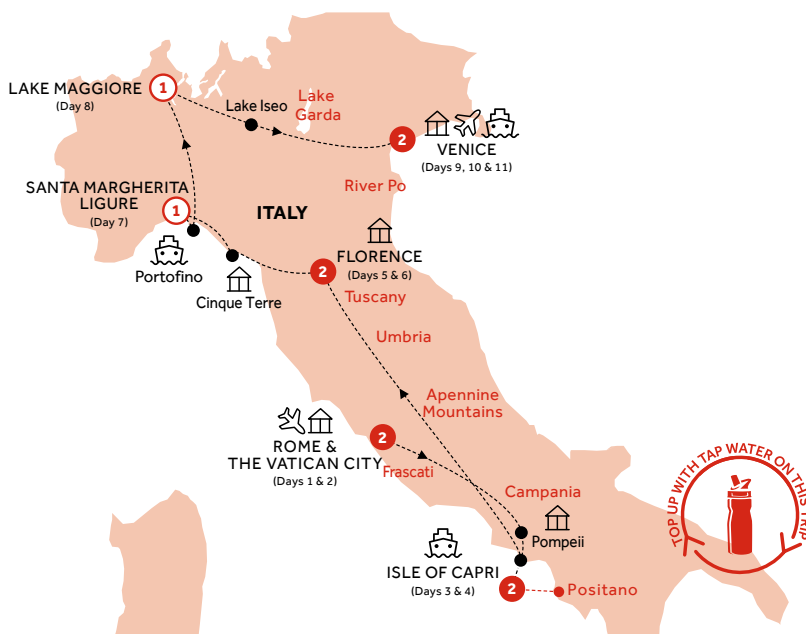 LAKE MAGGIORE
(Day 8)
1
Lake Iseo
Lake
Garda
2
VENICE
(Days 9, 10 & 11)
SANTA MARGHERITA
LIGURE
(Day 7)
1
River Po
ITALY
Portofino
Cinque Terre
FLORENCE
(Days 5 & 6)
2
Tuscany
Umbria
Apennine
Mountains
2
ROME &
THE VATICAN CITY
(Days 1 & 2)
Frascati
Campania
Pompeii
ISLE OF CAPRI
(Days 3 & 4)
2
Positano
TOP UP WITH TAP WATER ON THIS TRIP